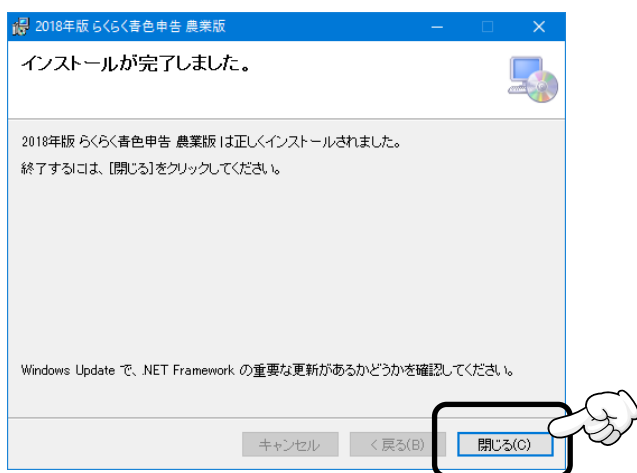 2018年版 らくらく青色申告 農業版
インストールが完了しました。
2018年版 らくらく青色申告 農業版 は正しくインストールされました。
終了するには、[閉じる]をクリックしてください。
Windows Update で、.NET Framework の重要な更新があるかどうかを確認してください。
キャンセル
< 戻る(B)
閉じる(C)